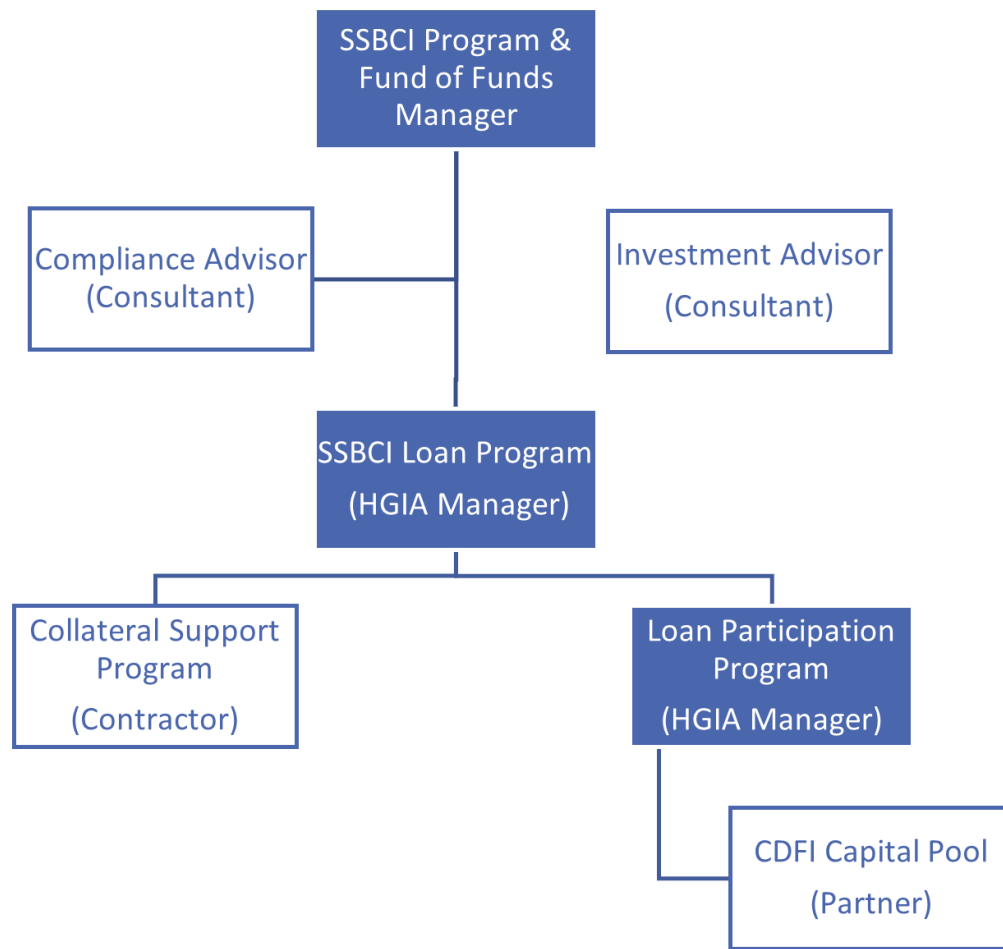 SSBCI Program &
Fund of Funds
Manager
Compliance Advisor
(Consultant)
Investment Advisor
(Consultant)
SSBCI Loan Program
(HGIA Manager)
Collateral Support
Program
(Contractor)
Loan Participation
Program
(HGIA Manager)
CDFI Capital Pool
(Partner)